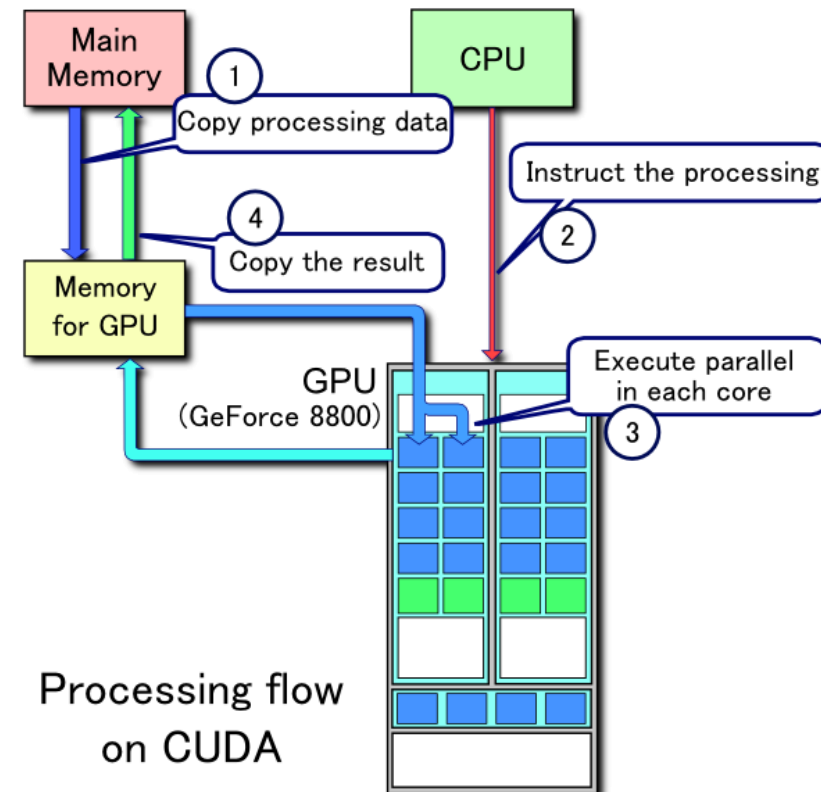 Main
Memory
CPU
1
Copy processing data
Instruct the processing
2
4
Copy the result
Memory
for GPU
GPU
(GeForce 8800)
Execute parallel
in each core
3
Processing flow
on CUDA